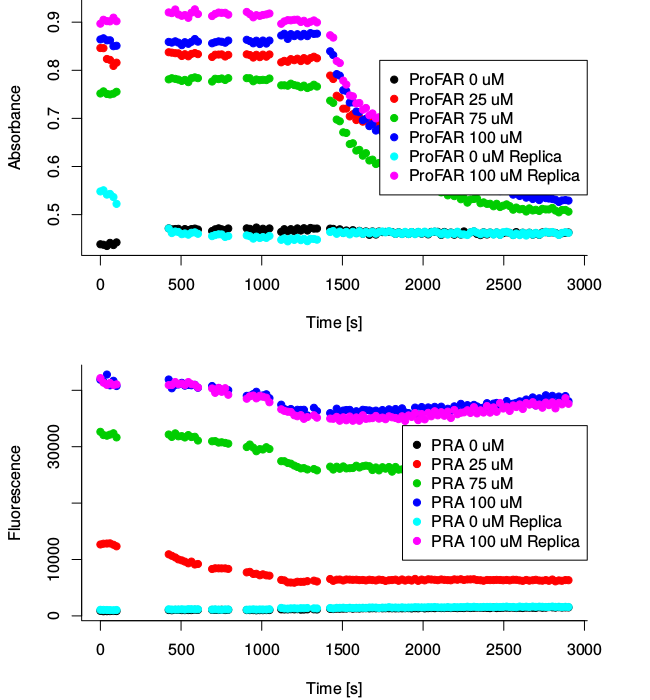 0.9
0.8
0.7
0.6
0.5
Absorbance
ProFAR 0 uM
ProFAR 25 uM
ProFAR 75 uM
ProFAR 100 uM
ProFAR 0 uM Replica
ProFAR 100 uM Replica
0 500 1000 1500 2000 2500 3000
Time [s]
30000
10000
0
Fluorescence
PRA 0 uM
PRA 25 uM
PRA 75 uM
PRA 100 uM
PRA 0 uM Replica
PRA 100 uM Replica
0 500 1000 1500 2000 2500 3000
Time [s]